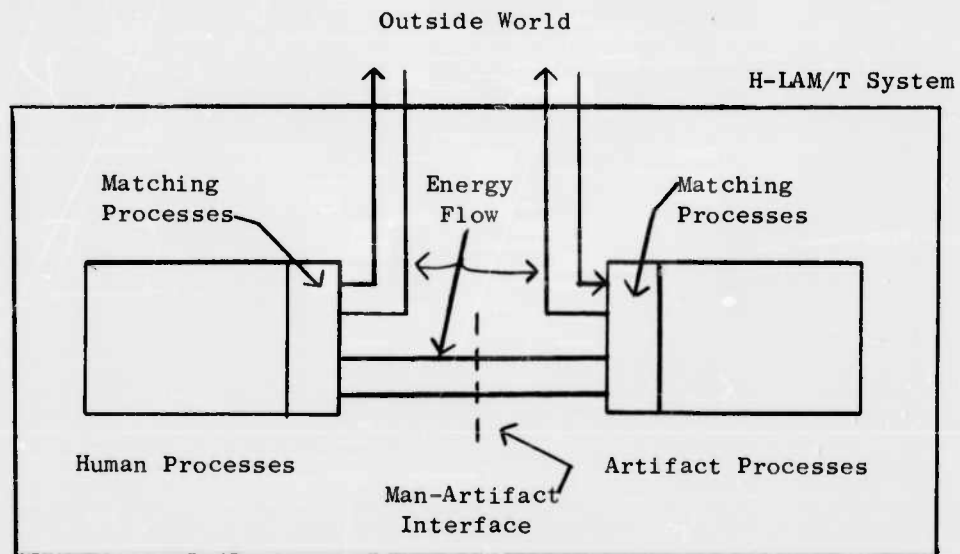 Outside World
H-LAM/T System
Matching
Processes
Energy
Flow
Matching
Processes
Human Processes
Artifact Processes
Man-Artifact
Interface